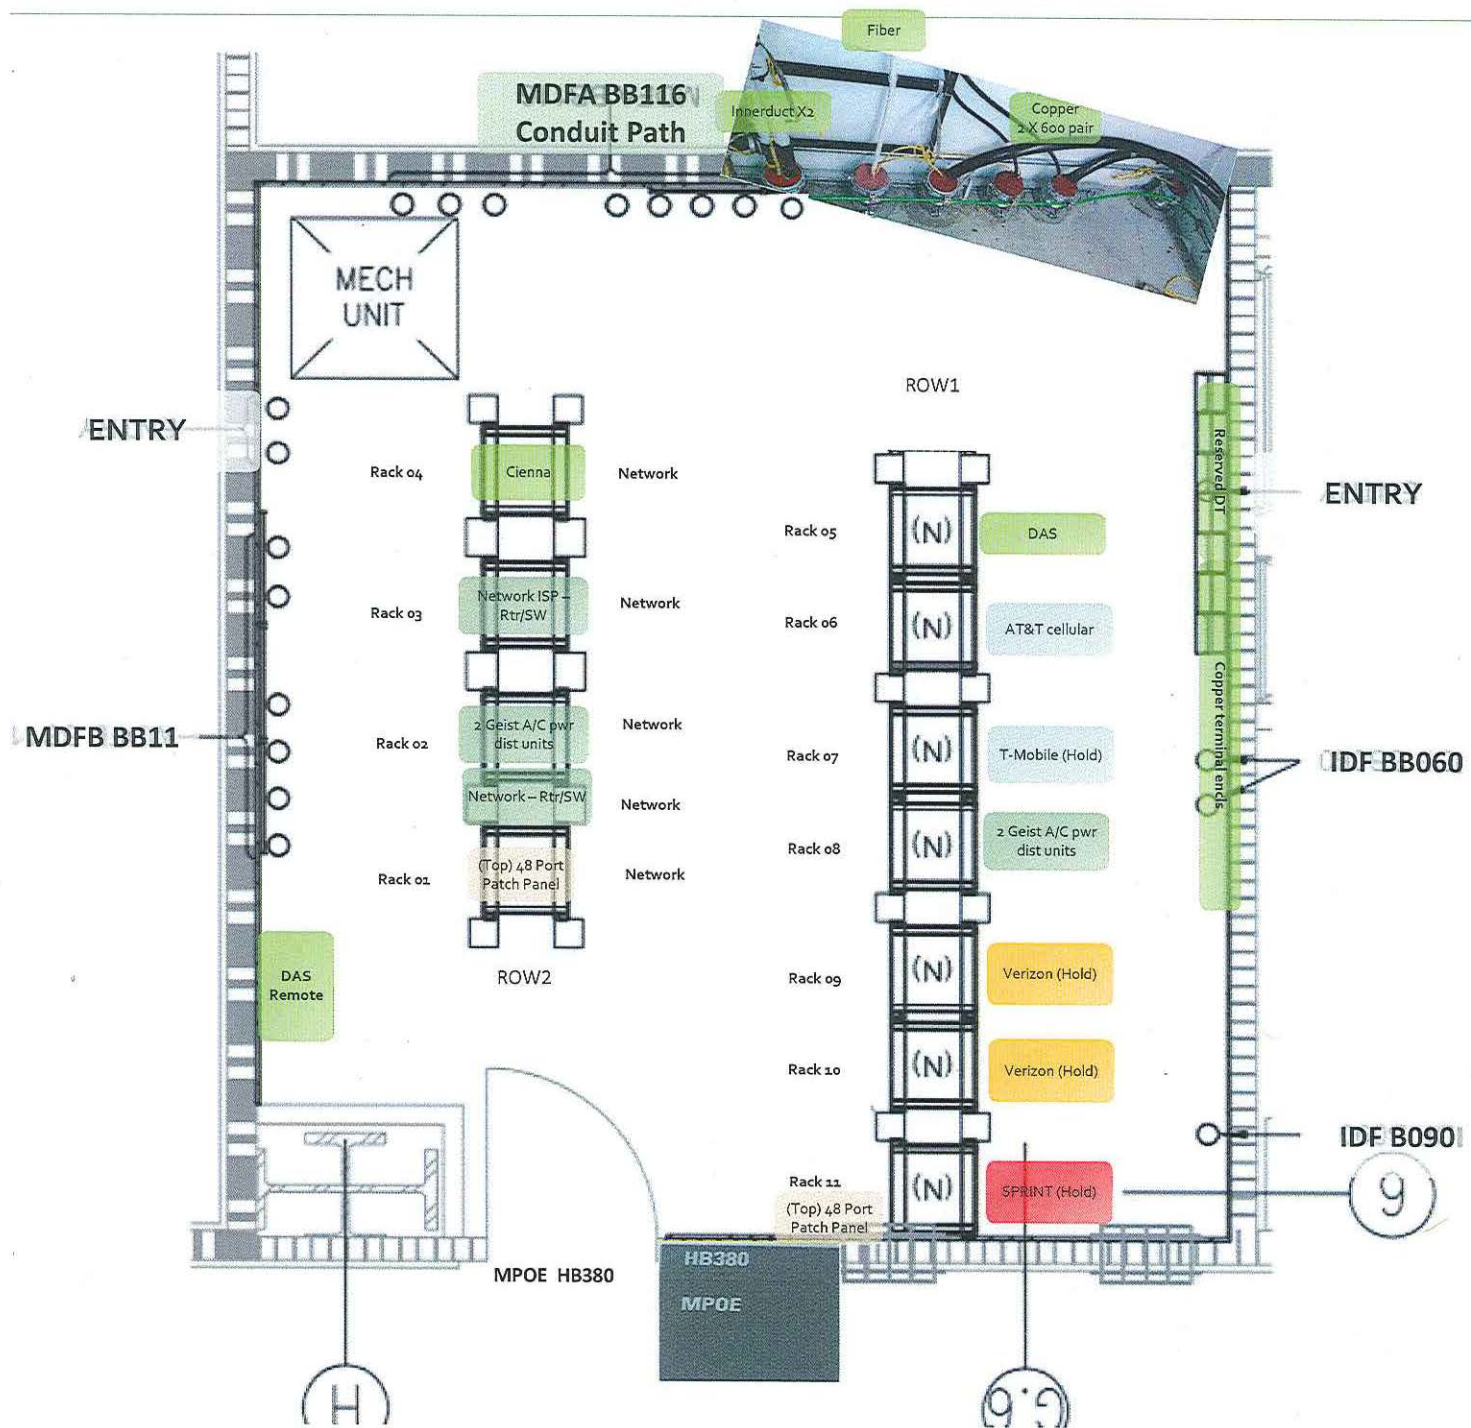 Fiber
MDFA BB116
Conduit Path
Innerduct X2
Copper
2 X 600 pair
MECH
UNIT
ROW1
ENTRY
Rack 04
Cienna
Network
Reserved DT
ENTRY
Rack 05
(N)
DAS
Rack 03
Network ISP –
Rtr/SW
Network
Rack 06
(N)
AT&T cellular
MDFB BB11
Rack 02
2 Geist A/C pwr
dist units
Network
Rack 07
(N)
T-Mobile (Hold)
Copper terminal encls
IDF BB060
Network – Rtr/SW
Network
Rack 08
(N)
2 Geist A/C pwr
dist units
Rack 01
(Top) 48 Port
Patch Panel
Network
ROW2
DAS
Remote
Rack 09
(N)
Verizon (Hold)
Rack 10
(N)
Verizon (Hold)
IDF B090
Rack 11
(N)
SPRINT (Hold)
(Top) 48 Port
Patch Panel
MPOE HB380
HB380
MPOE
H